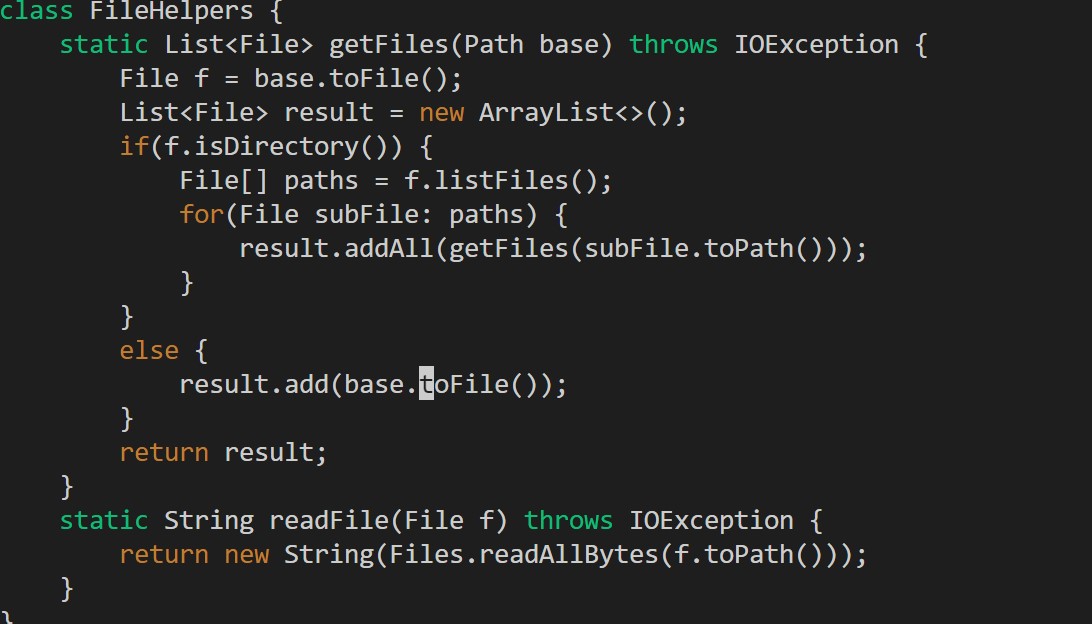 class FileHelpers {
    static List<File> getFiles(Path base) throws IOException {
        File f = base.toFile();
        List<File> result = new ArrayList<>();
        if(f.isDirectory()) {
            File[] paths = f.listFiles();
            for(File subFile: paths) {
                result.addAll(getFiles(subFile.toPath()));
            }
        }
        else {
            result.add(base.toFile());
        }
        return result;
    }
    static String readFile(File f) throws IOException {
        return new String(Files.readAllBytes(f.toPath()));
    }
}